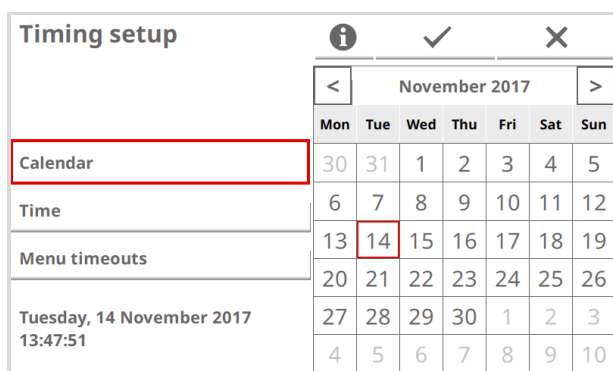 Timing setup
< November 2017 >
Mon Tue Wed Thu Fri Sat Sun
30 31 1 2 3 4 5
6 7 8 9 10 11 12
13 14 15 16 17 18 19
20 21 22 23 24 25 26
27 28 29 30 1 2 3
4 5 6 7 8 9 10
Calendar
Time
Menu timeouts
Tuesday, 14 November 2017
13:47:51